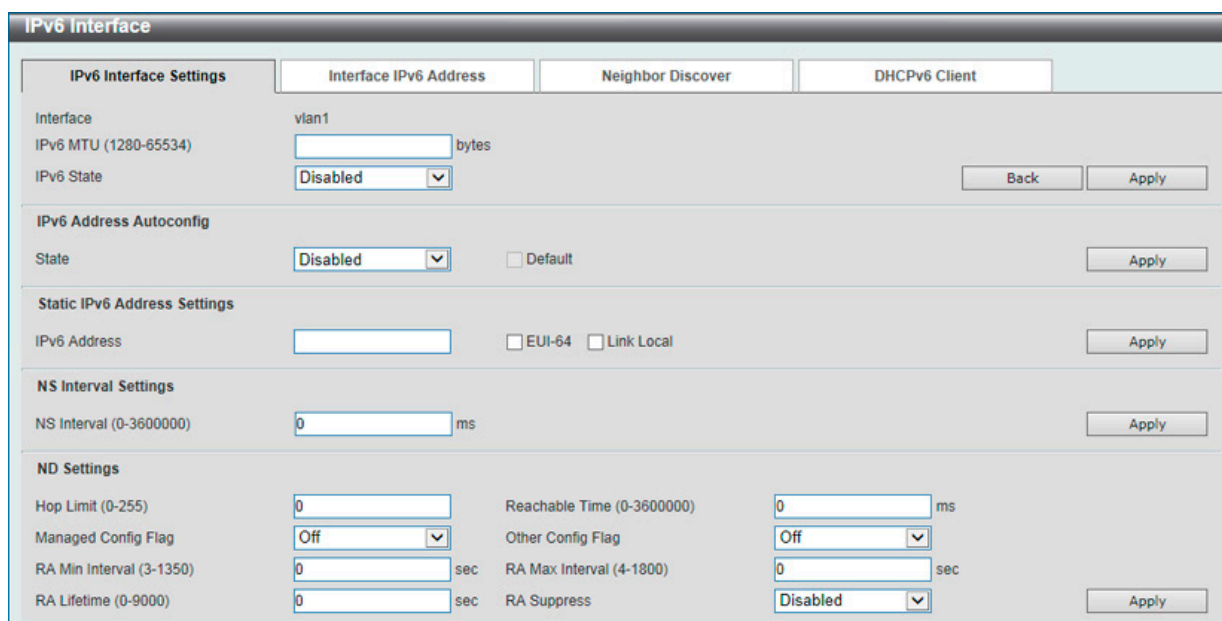 IPv6 Interface
IPv6 Interface Settings
Interface IPv6 Address
Neighbor Discover
DHCPv6 Client
Interface vlan1
IPv6 MTU (1280-65534) bytes
IPv6 State Disabled Back Apply
IPv6 Address Autoconfig
State Disabled Default Apply
Static IPv6 Address Settings
IPv6 Address EUI-64 Link Local Apply
NS Interval Settings
NS Interval (0-3600000) 0 ms Apply
ND Settings
Hop Limit (0-255) 0 Reachable Time (0-3600000) 0 ms
Managed Config Flag Off Other Config Flag Off
RA Min Interval (3-1350) 0 sec RA Max Interval (4-1800) 0 sec
RA Lifetime (0-9000) 0 sec RA Suppress Disabled Apply